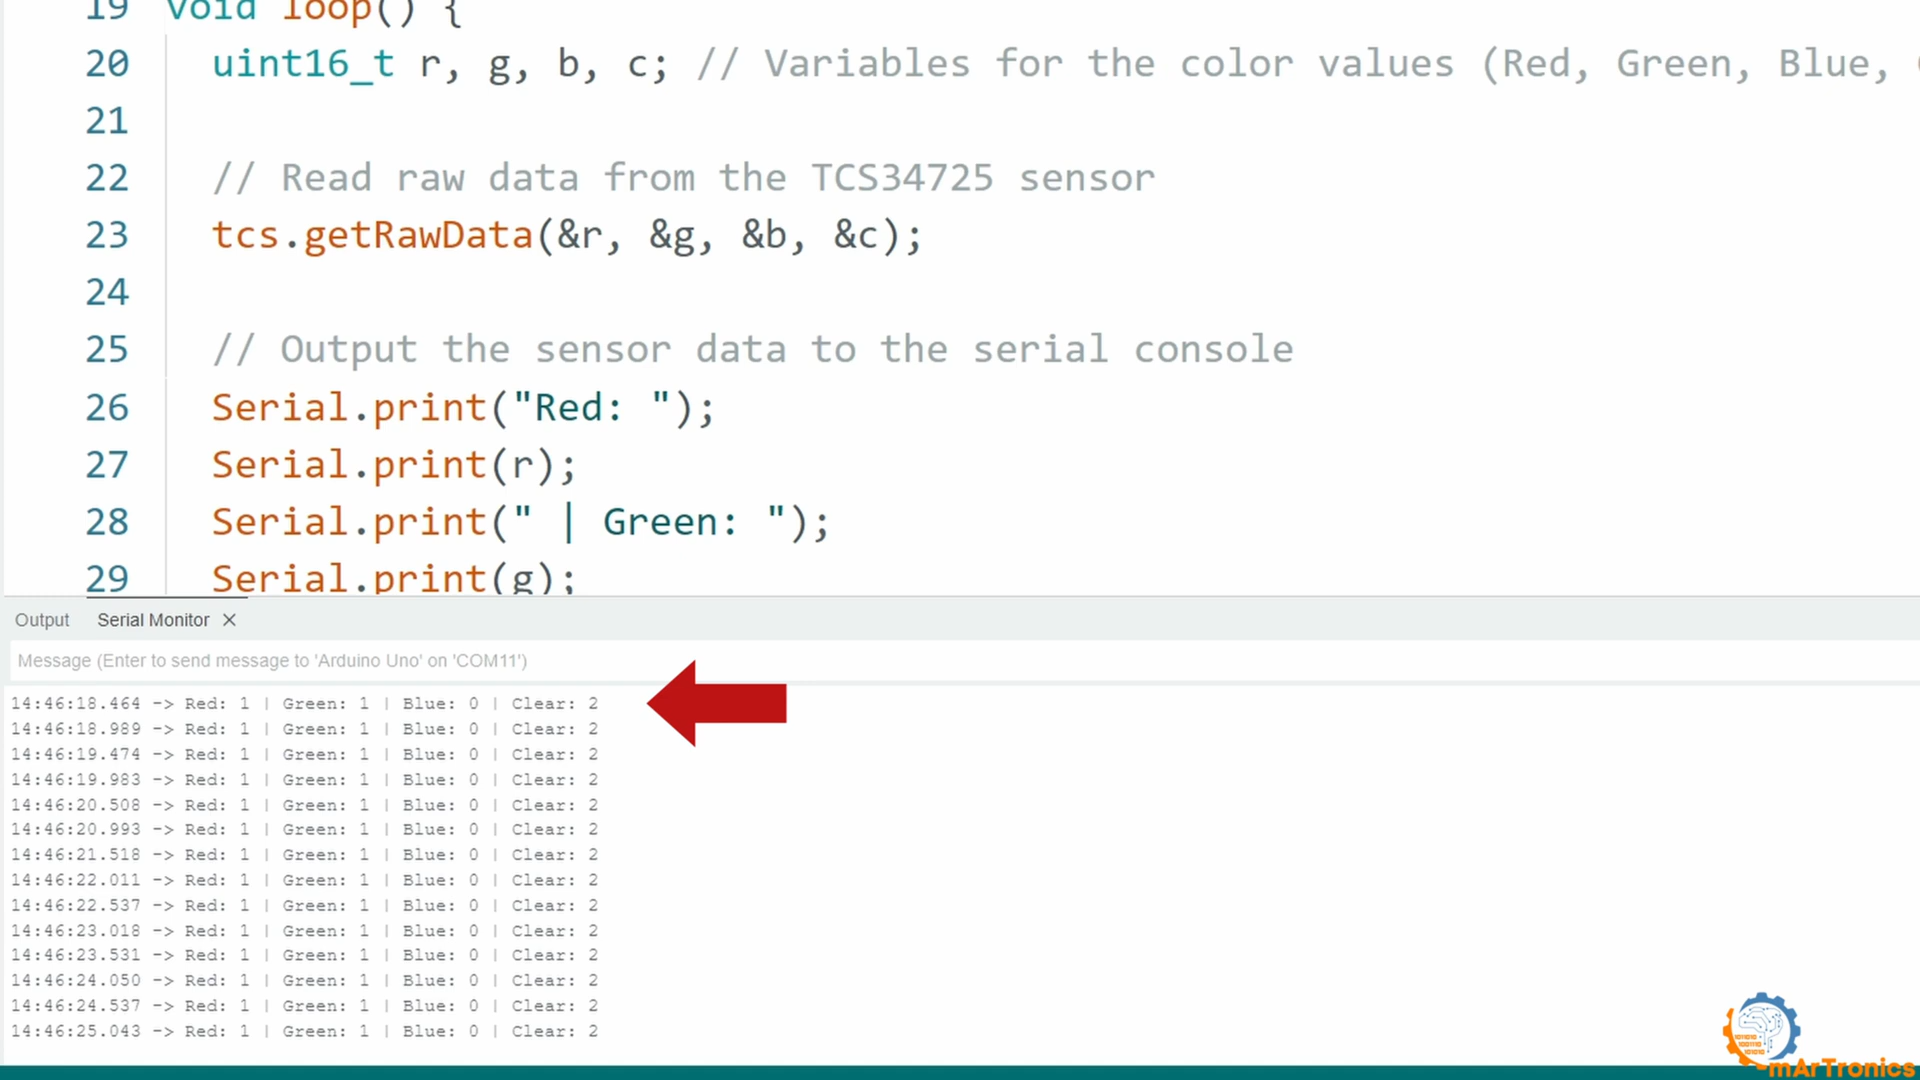 19 void loop() {
20 uint16_t r, g, b, c; // Variables for the color values (Red, Green, Blue,
21
22 // Read raw data from the TCS34725 sensor
23 tcs.getRawData(&r, &g, &b, &c);
24
25 // Output the sensor data to the serial console
26 Serial.print("Red: ");
27 Serial.print(r);
28 Serial.print(" | Green: ");
29 Serial.print(g);
Output Serial Monitor ×
Message (Enter to send message to 'Arduino Uno' on 'COM11')
14:46:18.464 -> Red: 1 | Green: 1 | Blue: 0 | Clear: 2
14:46:18.989 -> Red: 1 | Green: 1 | Blue: 0 | Clear: 2
14:46:19.474 -> Red: 1 | Green: 1 | Blue: 0 | Clear: 2
14:46:19.983 -> Red: 1 | Green: 1 | Blue: 0 | Clear: 2
14:46:20.508 -> Red: 1 | Green: 1 | Blue: 0 | Clear: 2
14:46:20.993 -> Red: 1 | Green: 1 | Blue: 0 | Clear: 2
14:46:21.518 -> Red: 1 | Green: 1 | Blue: 0 | Clear: 2
14:46:22.011 -> Red: 1 | Green: 1 | Blue: 0 | Clear: 2
14:46:22.537 -> Red: 1 | Green: 1 | Blue: 0 | Clear: 2
14:46:23.018 -> Red: 1 | Green: 1 | Blue: 0 | Clear: 2
14:46:23.531 -> Red: 1 | Green: 1 | Blue: 0 | Clear: 2
14:46:24.050 -> Red: 1 | Green: 1 | Blue: 0 | Clear: 2
14:46:24.537 -> Red: 1 | Green: 1 | Blue: 0 | Clear: 2
14:46:25.043 -> Red: 1 | Green: 1 | Blue: 0 | Clear: 2
mArTronics